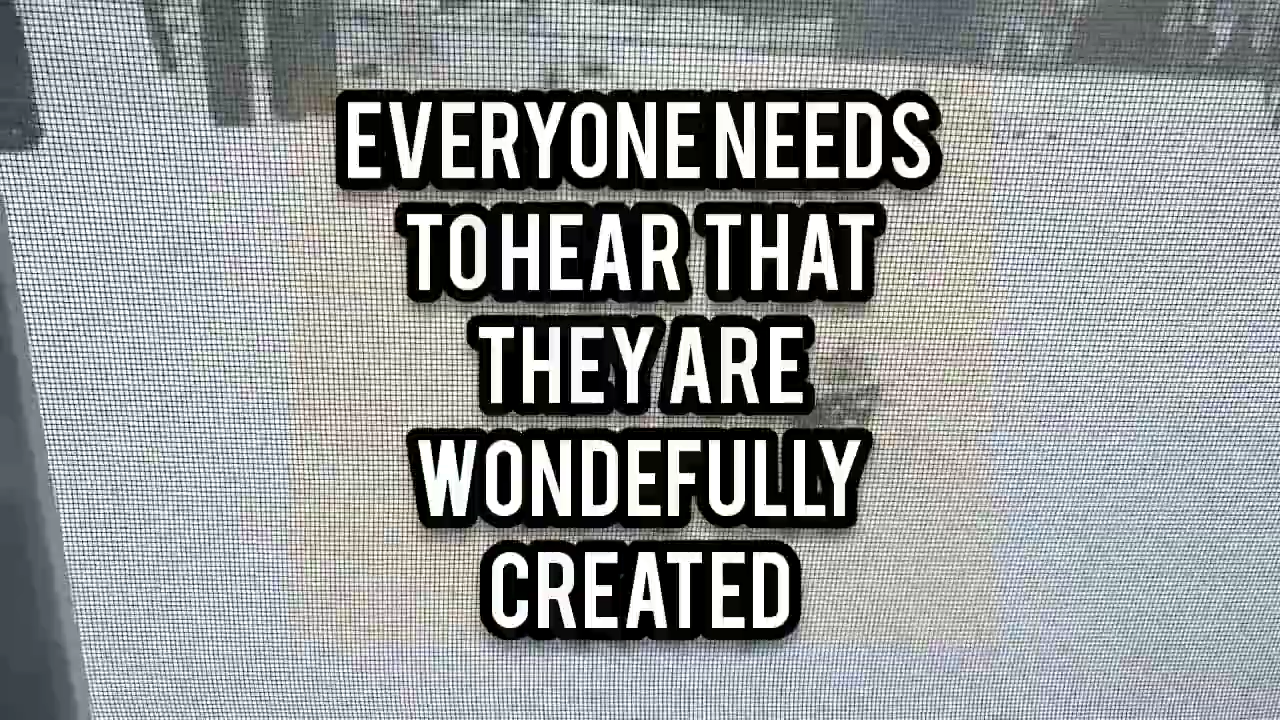 EVERYONE NEEDS
TO HEAR THAT
THEY ARE
WONDEFULLY
CREATED